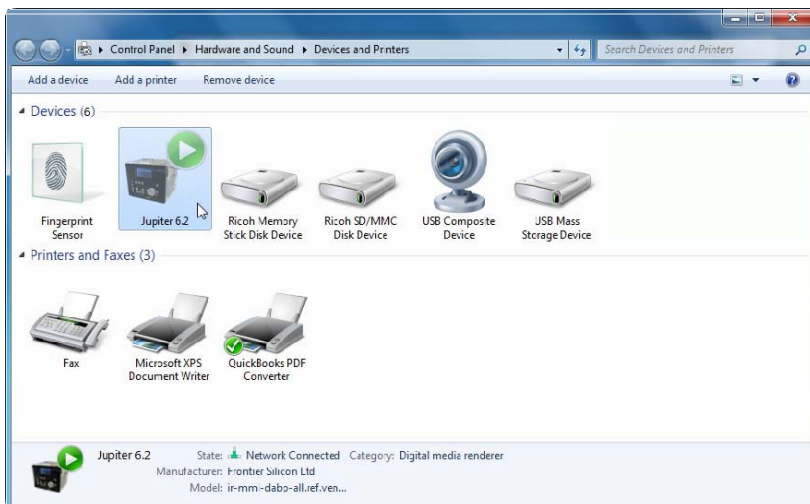 Control Panel Hardware and Sound Devices and Printers
Search Devices and Printers
Add a device Add a printer Remove device
Devices (6)
Fingerprint Sensor
Jupiter 6.2
Ricoh Memory Stick Disk Device
Ricoh SD/MMC Disk Device
USB Composite Device
USB Mass Storage Device
Printers and Faxes (3)
Fax
Microsoft XPS Document Writer
QuickBooks PDF Converter
Jupiter 6.2 State: Network Connected Category: Digital media renderer
Manufacturer: Frontier Silicon Ltd
Model: ir-mmi-dabp-all.ref.ven...